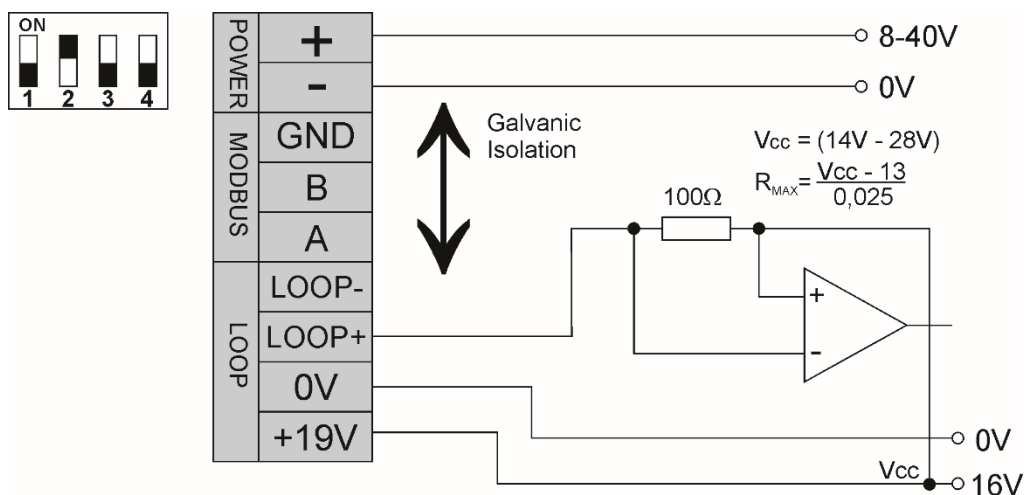 ON
1 2 3 4
POWER
+
-
MODBUS
GND
B
A
LOOP
LOOP-
LOOP+
0V
+19V
8-40V
0V
Galvanic
Isolation
Vcc = (14V - 28V)
RMAX = Vcc - 13
0,025
100Ω
+
-
0V
Vcc
16V